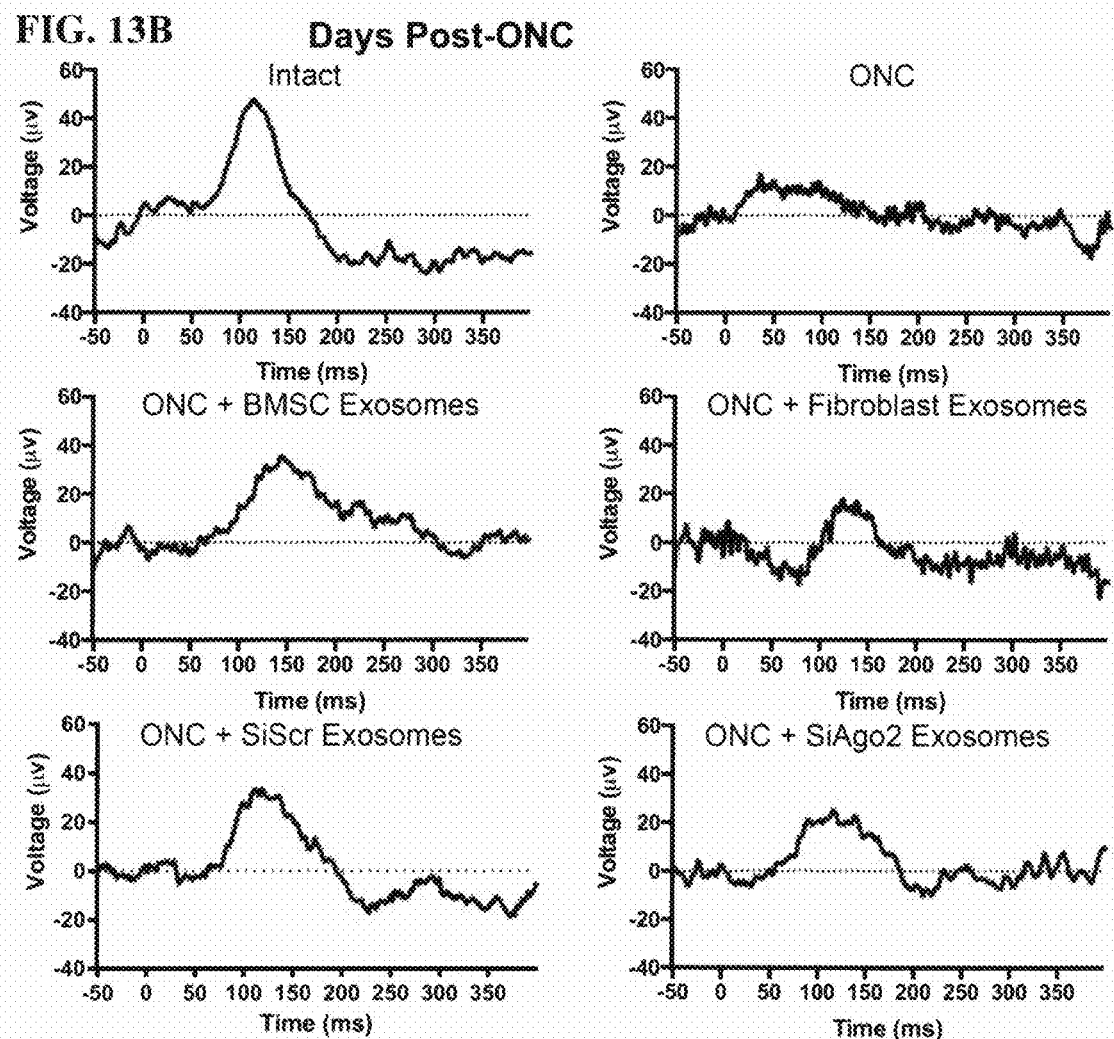 FIG. 13B
Days Post-ONC
Intact
Voltage (µv)
60
40
20
0
-20
-40
-50 0 50 100 150 200 250 300 350
Time (ms)
ONC
Voltage (µv)
60
40
20
0
-20
-40
-50 0 50 100 150 200 250 300 350
Time (ms)
ONC + BMSC Exosomes
Voltage (µv)
60
40
20
0
-20
-40
-50 0 50 100 150 200 250 300 350
Time (ms)
ONC + Fibroblast Exosomes
Voltage (µv)
60
40
20
0
-20
-40
-50 0 50 100 150 200 250 300 350
Time (ms)
ONC + SiScr Exosomes
Voltage (µv)
60
40
20
0
-20
-40
-50 0 50 100 150 200 250 300 350
Time (ms)
ONC + SiAgo2 Exosomes
Voltage (µv)
60
40
20
0
-20
-40
-50 0 50 100 150 200 250 300 350
Time (ms)